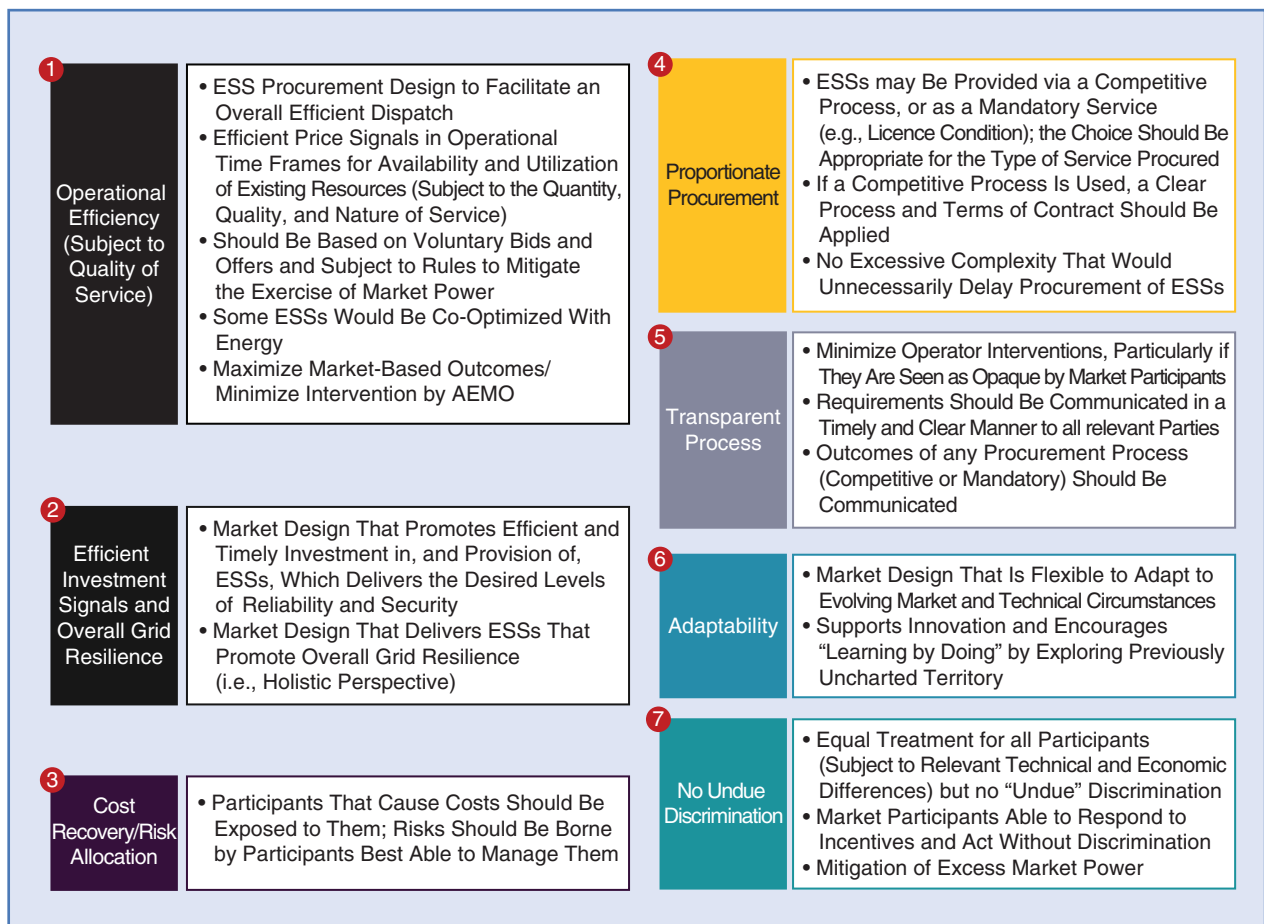 1
Operational
Efficiency
(Subject to
Quality of
Service)
• ESS Procurement Design to Facilitate an
Overall Efficient Dispatch
• Efficient Price Signals in Operational
Time Frames for Availability and Utilization
of Existing Resources (Subject to the Quantity,
Quality, and Nature of Service)
• Should Be Based on Voluntary Bids and
Offers and Subject to Rules to Mitigate
the Exercise of Market Power
• Some ESSs Would Be Co-Optimized With
Energy
• Maximize Market-Based Outcomes/
Minimize Intervention by AEMO
2
Efficient
Investment
Signals and
Overall Grid
Resilience
• Market Design That Promotes Efficient and
Timely Investment in, and Provision of,
ESSs, Which Delivers the Desired Levels
of Reliability and Security
• Market Design That Delivers ESSs That
Promote Overall Grid Resilience
(i.e., Holistic Perspective)
3
Cost
Recovery/Risk
Allocation
• Participants That Cause Costs Should Be
Exposed to Them; Risks Should Be Borne
by Participants Best Able to Manage Them
4
Proportionate
Procurement
• ESSs may Be Provided via a Competitive
Process, or as a Mandatory Service
(e.g., Licence Condition); the Choice Should Be
Appropriate for the Type of Service Procured
• If a Competitive Process Is Used, a Clear
Process and Terms of Contract Should Be
Applied
• No Excessive Complexity That Would
Unnecessarily Delay Procurement of ESSs
5
Transparent
Process
• Minimize Operator Interventions, Particularly if
They Are Seen as Opaque by Market Participants
• Requirements Should Be Communicated in a
Timely and Clear Manner to all relevant Parties
• Outcomes of any Procurement Process
(Competitive or Mandatory) Should Be
Communicated
6
Adaptability
• Market Design That Is Flexible to Adapt to
Evolving Market and Technical Circumstances
• Supports Innovation and Encourages
“Learning by Doing” by Exploring Previously
Uncharted Territory
7
No Undue
Discrimination
• Equal Treatment for all Participants
(Subject to Relevant Technical and Economic
Differences) but no “Undue” Discrimination
• Market Participants Able to Respond to
Incentives and Act Without Discrimination
• Mitigation of Excess Market Power